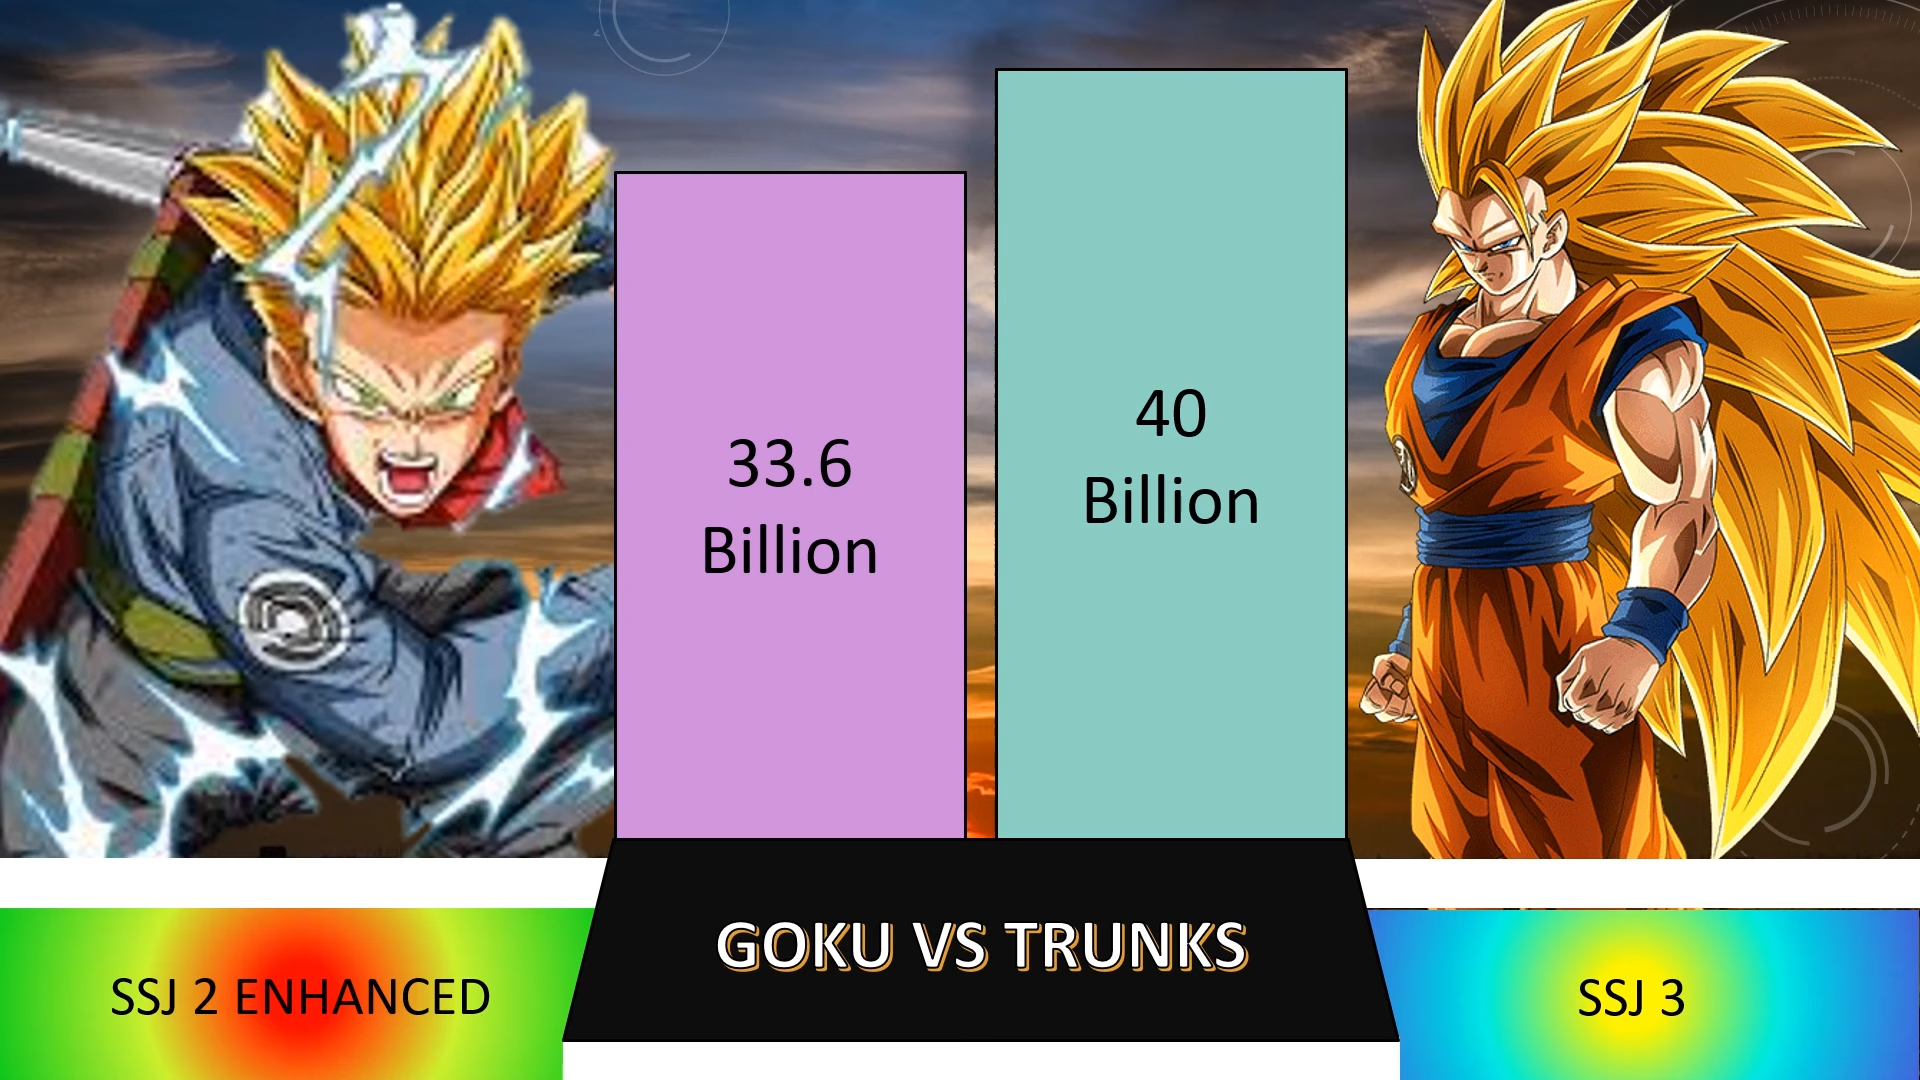 33.6
Billion
40
Billion
GOKU VS TRUNKS
SSJ 2 ENHANCED
SSJ 3